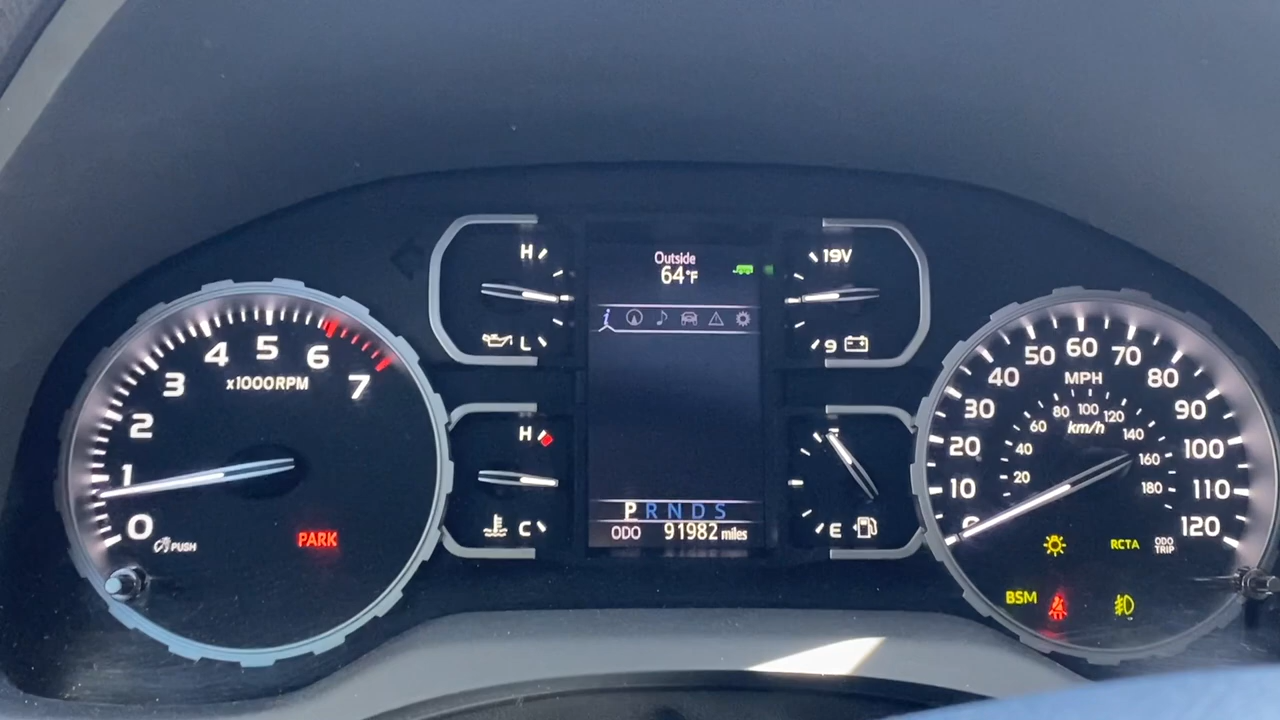 0
1
2
3
4
5
6
7
x1000RPM
PUSH
PARK
H
L
H
C
Outside
64°F
i
P R N D S
ODO 91982 miles
19V
9
E
0
10
20
30
40
50
60
70
80
90
100
110
120
MPH
20
40
60
80
100
120
140
160
180
km/h
RCTA
ODO
TRIP
BSM